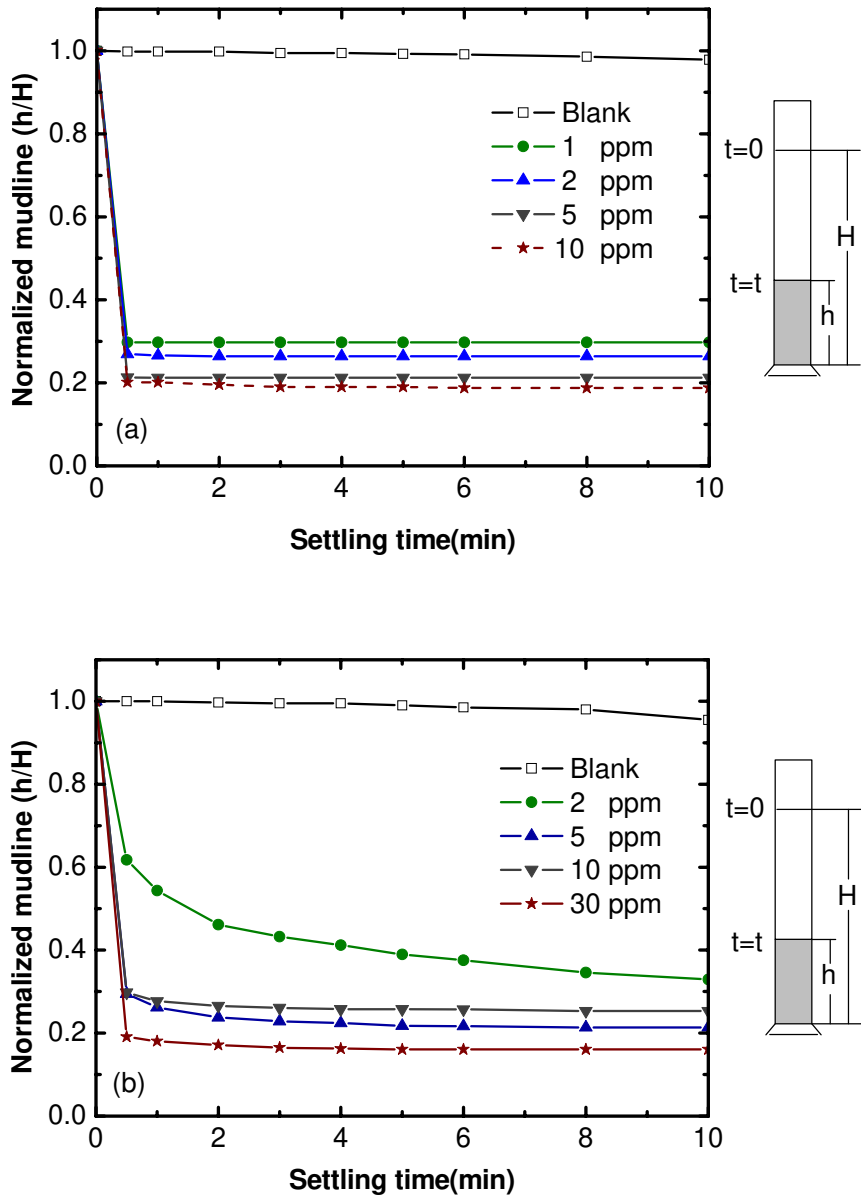 1.0
0.8
0.6
0.4
0.2
0.0
Normalized mudline (h/H)
Blank
1 ppm
2 ppm
5 ppm
10 ppm
(a)
0 2 4 6 8 10
Settling time(min)
t=0
H
t=t
h
1.0
0.8
0.6
0.4
0.2
0.0
Normalized mudline (h/H)
Blank
2 ppm
5 ppm
10 ppm
30 ppm
(b)
0 2 4 6 8 10
Settling time(min)
t=0
H
t=t
h